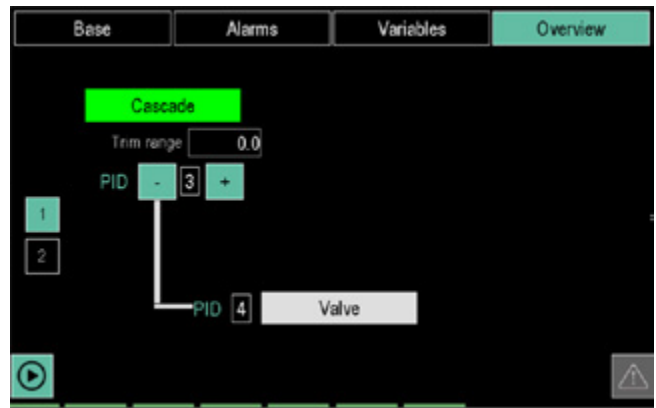 Base Alarms Variables Overview
Cascade
Trim range 0.0
PID - 3 +
1
2
PID 4 Valve